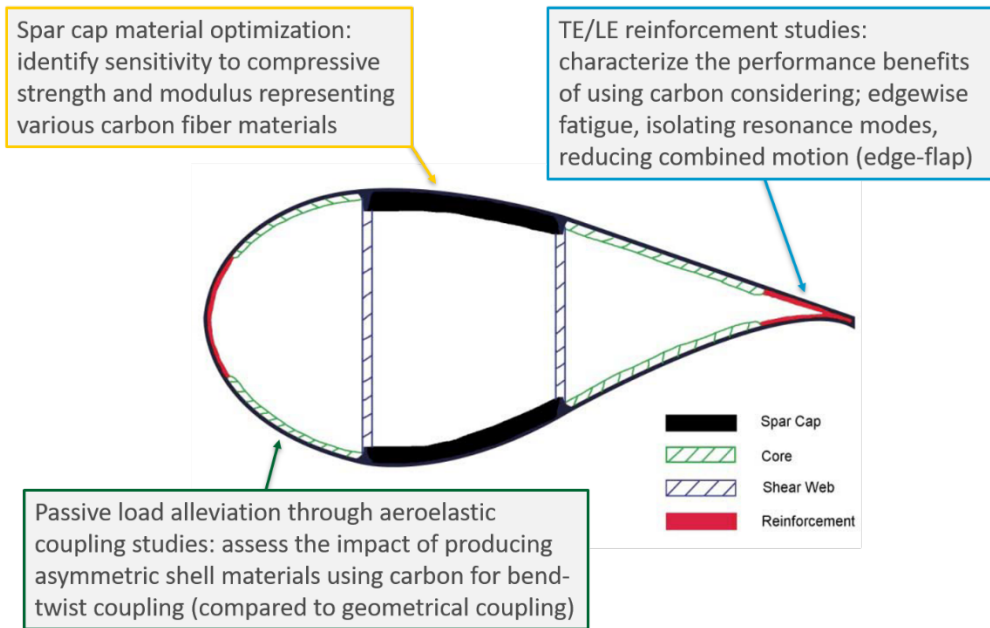 Spar cap material optimization:
identify sensitivity to compressive
strength and modulus representing
various carbon fiber materials
TE/LE reinforcement studies:
characterize the performance benefits
of using carbon considering; edgewise
fatigue, isolating resonance modes,
reducing combined motion (edge-flap)
Spar Cap
Core
Shear Web
Reinforcement
Passive load alleviation through aeroelastic
coupling studies: assess the impact of producing
asymmetric shell materials using carbon for bend-
twist coupling (compared to geometrical coupling)